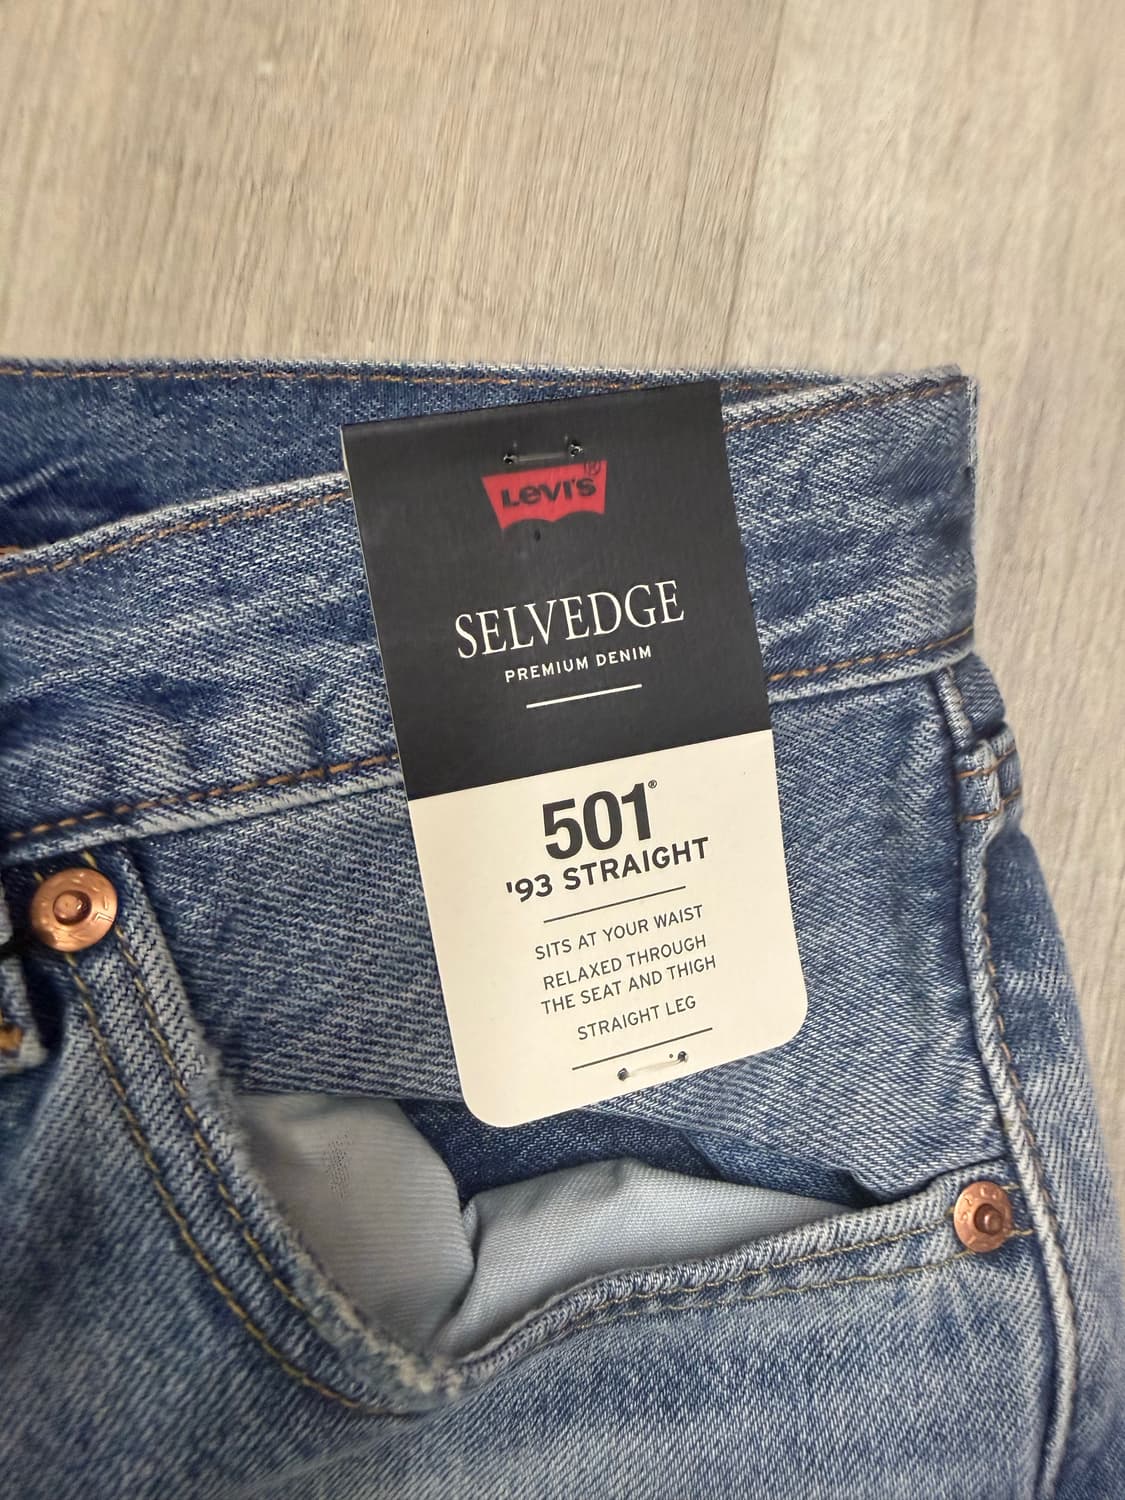 Levi's®
SELVEDGE
PREMIUM DENIM
501®
'93 STRAIGHT
SITS AT YOUR WAIST
RELAXED THROUGH
THE SEAT AND THIGH
STRAIGHT LEG